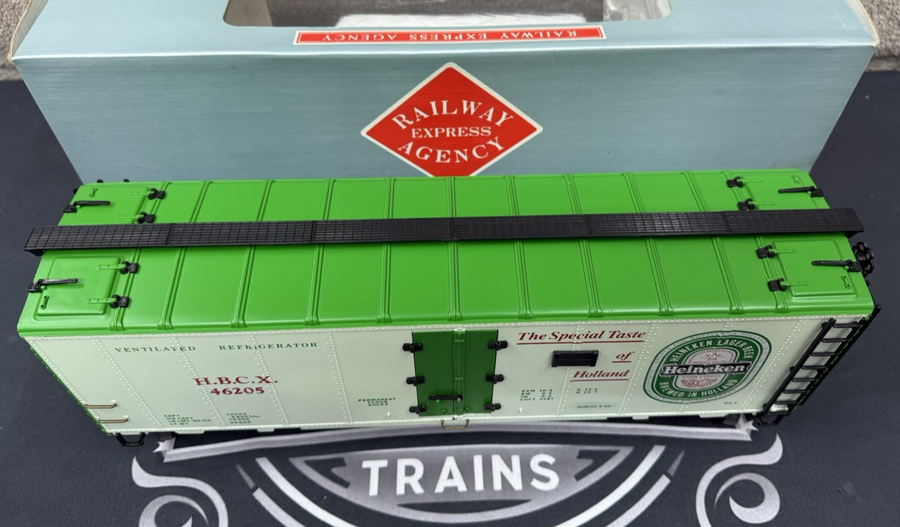 RAILWAY EXPRESS AGENCY
RAILWAY
EXPRESS
AGENCY
VENTILATED REFRIGERATOR
H.B.C.X.
46205
The Special Taste
of
Holland
HEINEKEN LAGER BEER
Heineken
BREWED IN HOLLAND
TRAINS